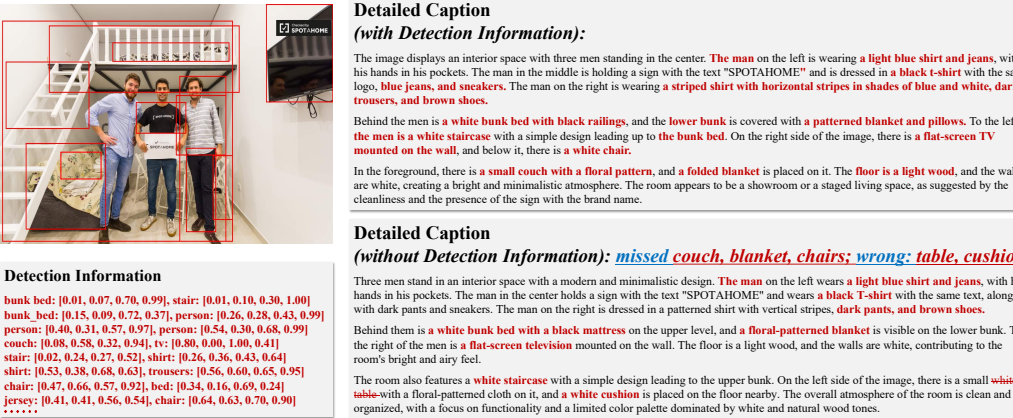 Checked by
SPOTAHOME
SPOTAHOME
Detection Information
bunk bed: [0.01, 0.07, 0.70, 0.99], stair: [0.01, 0.10, 0.30, 1.00]
bunk_bed: [0.15, 0.09, 0.72, 0.37], person: [0.26, 0.28, 0.43, 0.99]
person: [0.40, 0.31, 0.57, 0.97], person: [0.54, 0.30, 0.68, 0.99]
couch: [0.08, 0.58, 0.32, 0.94], tv: [0.80, 0.00, 1.00, 0.41]
stair: [0.02, 0.24, 0.27, 0.52], shirt: [0.26, 0.36, 0.43, 0.64]
shirt: [0.53, 0.38, 0.68, 0.63], trousers: [0.56, 0.60, 0.65, 0.95]
chair: [0.47, 0.66, 0.57, 0.92], bed: [0.34, 0.16, 0.69, 0.24]
jersey: [0.41, 0.41, 0.56, 0.54], chair: [0.64, 0.63, 0.70, 0.90]
......
Detailed Caption
(with Detection Information):
The image displays an interior space with three men standing in the center. The man on the left is wearing a light blue shirt and jeans, wit
his hands in his pockets. The man in the middle is holding a sign with the text "SPOTAHOME" and is dressed in a black t-shirt with the sa
logo, blue jeans, and sneakers. The man on the right is wearing a striped shirt with horizontal stripes in shades of blue and white, dar
trousers, and brown shoes.
Behind the men is a white bunk bed with black railings, and the lower bunk is covered with a patterned blanket and pillows. To the lef
the men is a white staircase with a simple design leading up to the bunk bed. On the right side of the image, there is a flat-screen TV
mounted on the wall, and below it, there is a white chair.
In the foreground, there is a small couch with a floral pattern, and a folded blanket is placed on it. The floor is a light wood, and the wal
are white, creating a bright and minimalistic atmosphere. The room appears to be a showroom or a staged living space, as suggested by the
cleanliness and the presence of the sign with the brand name.
Detailed Caption
(without Detection Information): missed couch, blanket, chairs; wrong: table, cushio
Three men stand in an interior space with a modern and minimalistic design. The man on the left wears a light blue shirt and jeans, with h
hands in his pockets. The man in the center holds a sign with the text "SPOTAHOME" and wears a black T-shirt with the same text, along
with dark pants and sneakers. The man on the right is dressed in a patterned shirt with vertical stripes, dark pants, and brown shoes.
Behind them is a white bunk bed with a black mattress on the upper level, and a floral-patterned blanket is visible on the lower bunk. T
the right of the men is a flat-screen television mounted on the wall. The floor is a light wood, and the walls are white, contributing to the
room's bright and airy feel.
The room also features a white staircase with a simple design leading to the upper bunk. On the left side of the image, there is a small white
table with a floral-patterned cloth on it, and a white cushion is placed on the floor nearby. The overall atmosphere of the room is clean and
organized, with a focus on functionality and a limited color palette dominated by white and natural wood tones.